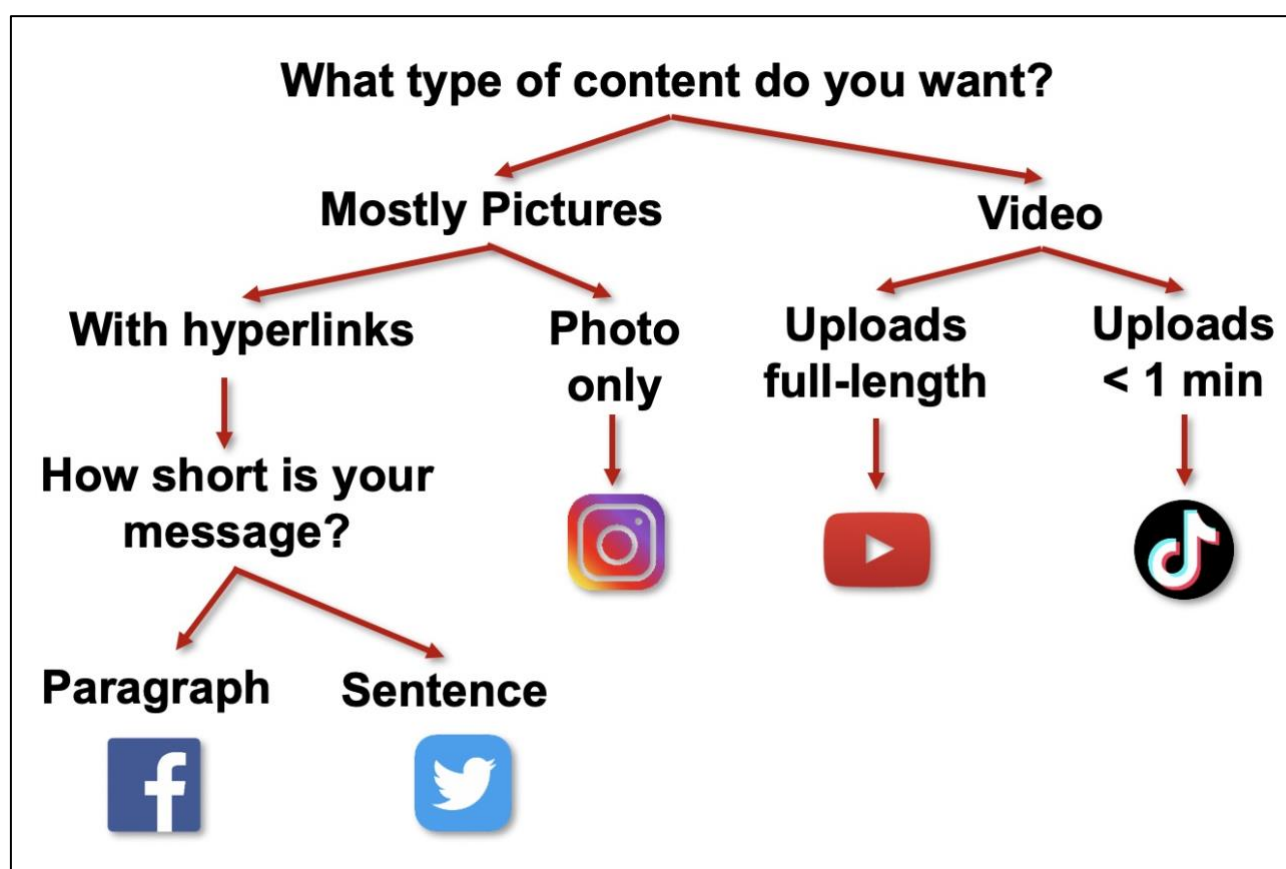 What type of content do you want?
Mostly Pictures
Video
With hyperlinks
Photo
only
Uploads
full-length
Uploads
< 1 min
How short is your
message?
Paragraph
Sentence